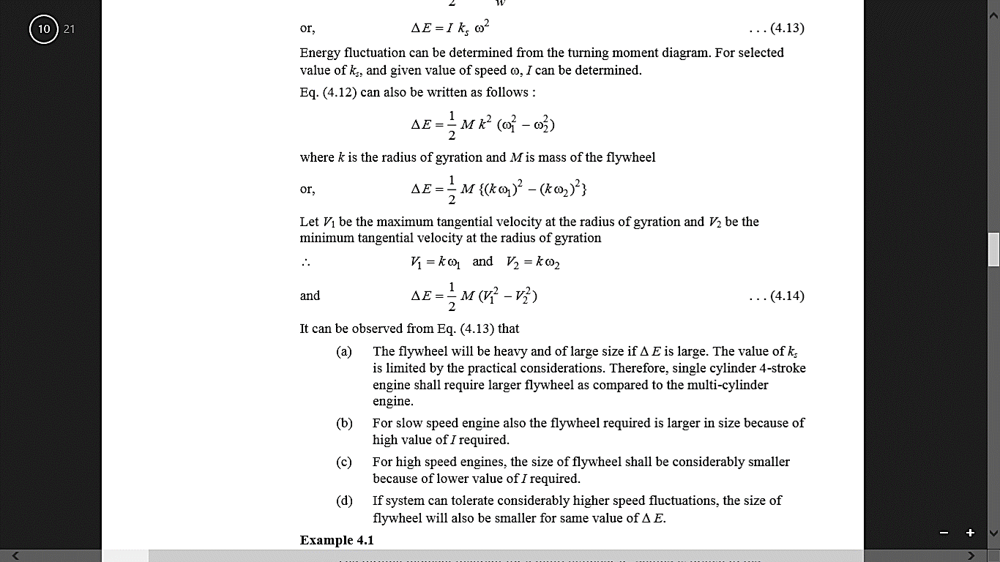 10 21
2 w
or, Δ E = I k_s ω² . . . (4.13)
Energy fluctuation can be determined from the turning moment diagram. For selected
value of k_s, and given value of speed ω, I can be determined.
Eq. (4.12) can also be written as follows :
Δ E = 1/2 M k² (ω₁² − ω₂²)
where k is the radius of gyration and M is mass of the flywheel
or, Δ E = 1/2 M {(k ω₁)² − (k ω₂)²}
Let V₁ be the maximum tangential velocity at the radius of gyration and V₂ be the
minimum tangential velocity at the radius of gyration
∴ V₁ = k ω₁ and V₂ = k ω₂
and Δ E = 1/2 M (V₁² − V₂²) . . . (4.14)
It can be observed from Eq. (4.13) that
(a) The flywheel will be heavy and of large size if Δ E is large. The value of k_s
is limited by the practical considerations. Therefore, single cylinder 4-stroke
engine shall require larger flywheel as compared to the multi-cylinder
engine.
(b) For slow speed engine also the flywheel required is larger in size because of
high value of I required.
(c) For high speed engines, the size of flywheel shall be considerably smaller
because of lower value of I required.
(d) If system can tolerate considerably higher speed fluctuations, the size of
flywheel will also be smaller for same value of Δ E.
Example 4.1